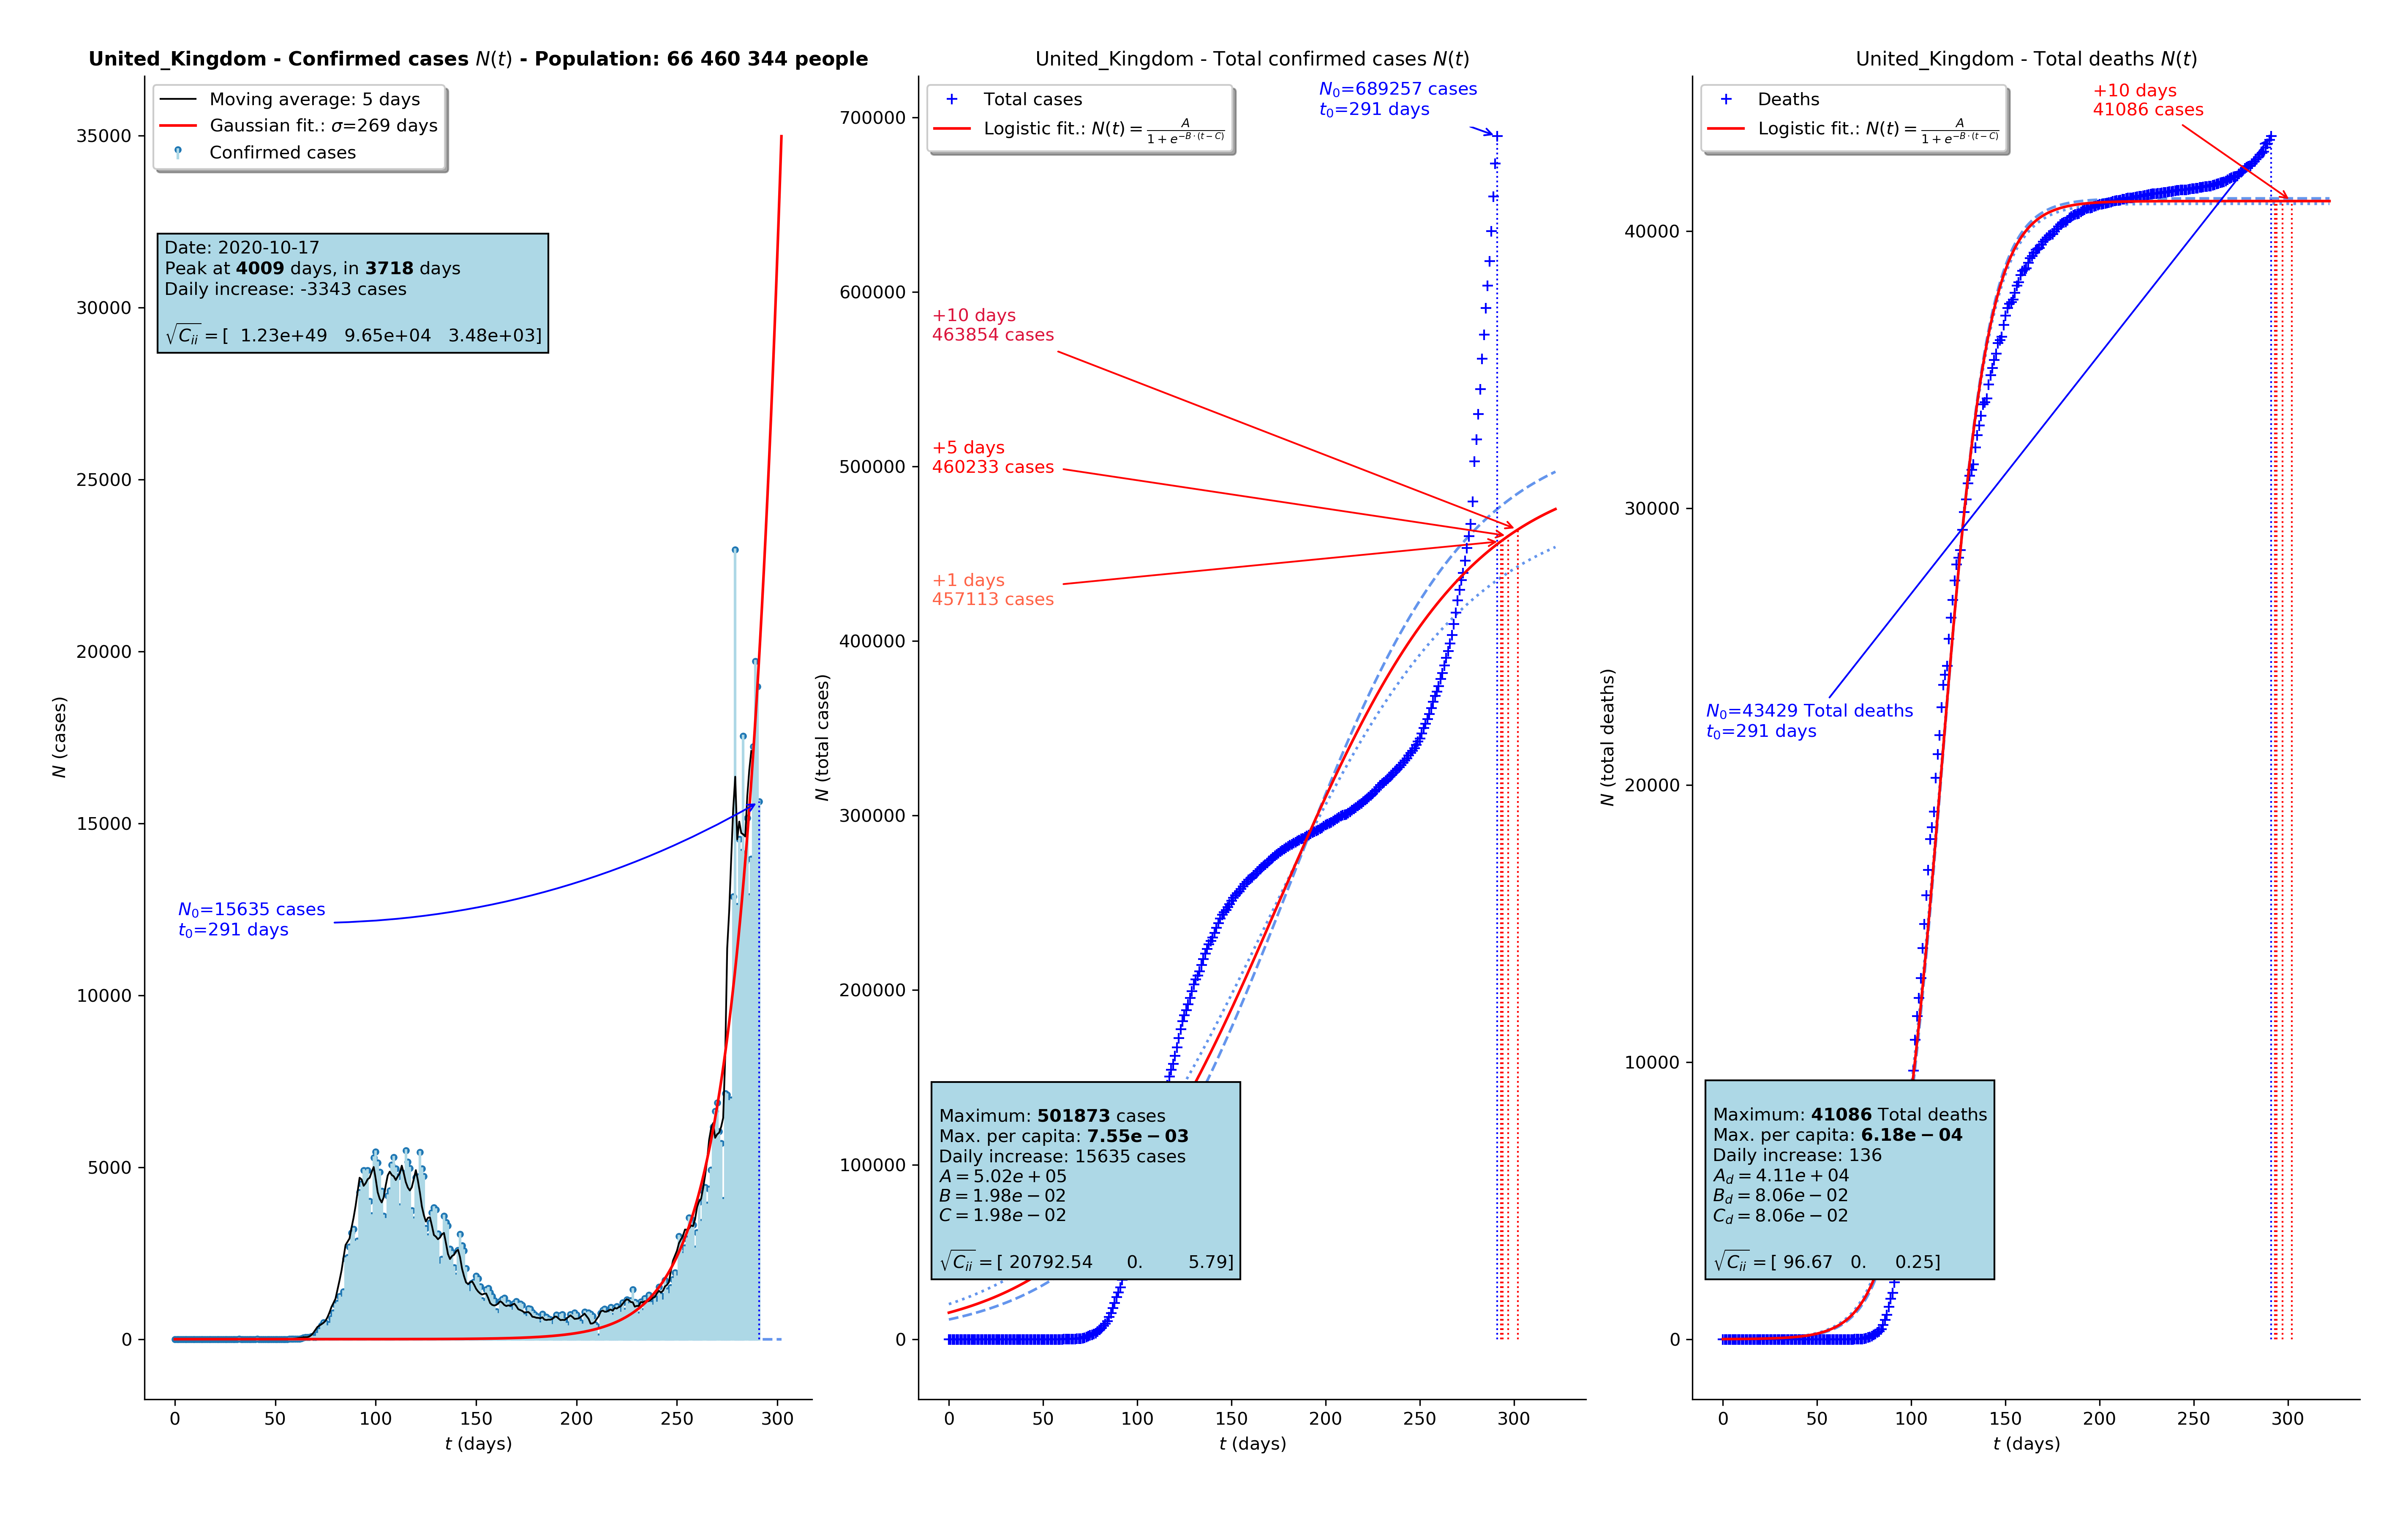 United_Kingdom - Confirmed cases N(t) - Population: 66 460 344 people
Moving average: 5 days
Gaussian fit.: σ=269 days
Confirmed cases
Date: 2020-10-17
Peak at 4009 days, in 3718 days
Daily increase: -3343 cases
√C_ii = [ 1.23e+49 9.65e+04 3.48e+03]
N₀=15635 cases
t₀=291 days
35000
30000
25000
20000
15000
10000
5000
0
N (cases)
0 50 100 150 200 250 300
t (days)
United_Kingdom - Total confirmed cases N(t)
Total cases
Logistic fit.: N(t) = A / (1 + e^(−B·(t−C)))
N₀=689257 cases
t₀=291 days
+10 days
463854 cases
+5 days
460233 cases
+1 days
457113 cases
Maximum: 501873 cases
Max. per capita: 7.55e − 03
Daily increase: 15635 cases
A = 5.02e + 05
B = 1.98e − 02
C = 1.98e − 02
√C_ii = [ 20792.54 0. 5.79]
700000
600000
500000
400000
300000
200000
100000
0
N (total cases)
0 50 100 150 200 250 300
t (days)
United_Kingdom - Total deaths N(t)
Deaths
Logistic fit.: N(t) = A / (1 + e^(−B·(t−C)))
+10 days
41086 cases
N₀=43429 Total deaths
t₀=291 days
Maximum: 41086 Total deaths
Max. per capita: 6.18e − 04
Daily increase: 136
A_d = 4.11e + 04
B_d = 8.06e − 02
C_d = 8.06e − 02
√C_ii = [ 96.67 0. 0.25]
40000
30000
20000
10000
0
N (total deaths)
0 50 100 150 200 250 300
t (days)